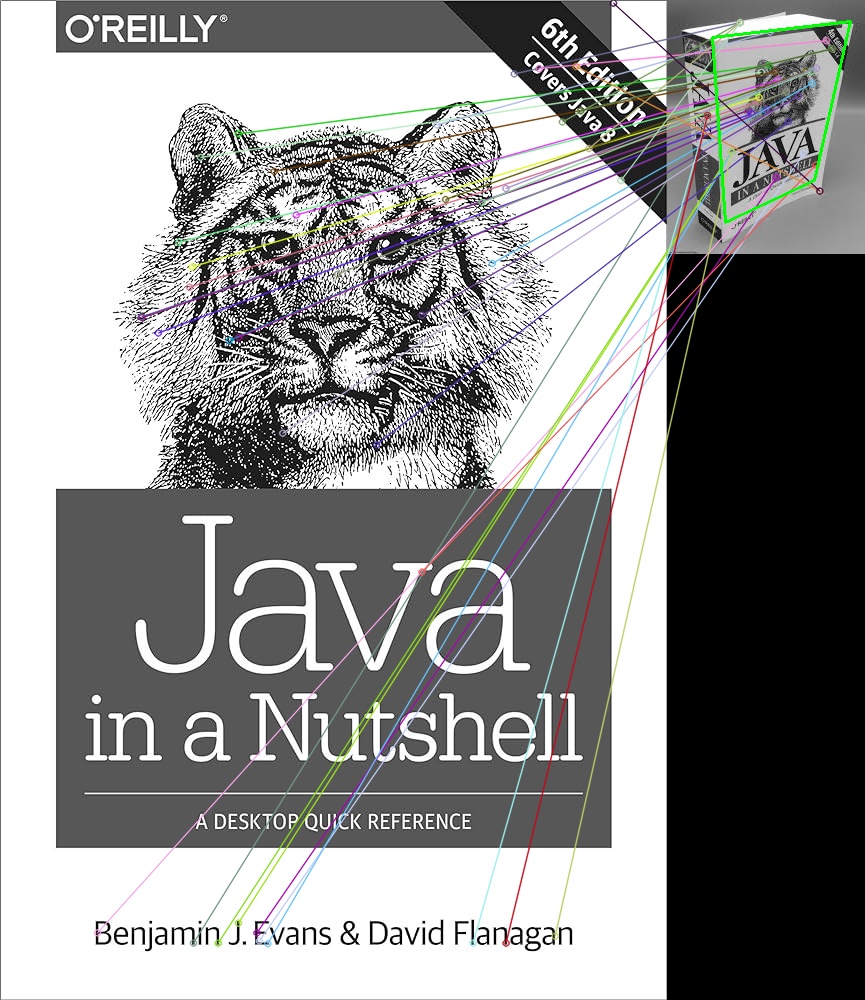 O'REILLY®
6th Edition
Covers Java 8
Java
in a Nutshell
A DESKTOP QUICK REFERENCE
Benjamin J. Evans & David Flanagan
JAVA
IN A NUTSHELL